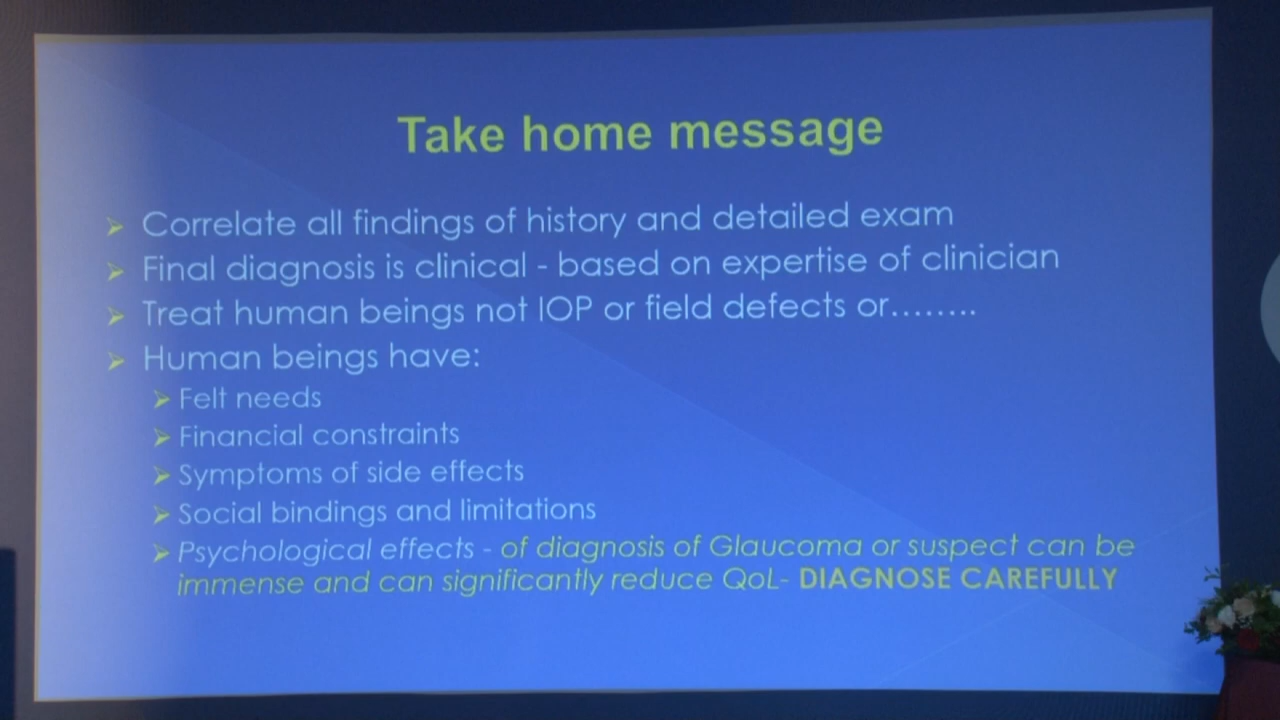 Take home message
➢ Correlate all findings of history and detailed exam
➢ Final diagnosis is clinical - based on expertise of clinician
➢ Treat human beings not IOP or field defects or........
➢ Human beings have:
➢ Felt needs
➢ Financial constraints
➢ Symptoms of side effects
➢ Social bindings and limitations
➢ Psychological effects - of diagnosis of Glaucoma or suspect can be
immense and can significantly reduce QoL- DIAGNOSE CAREFULLY